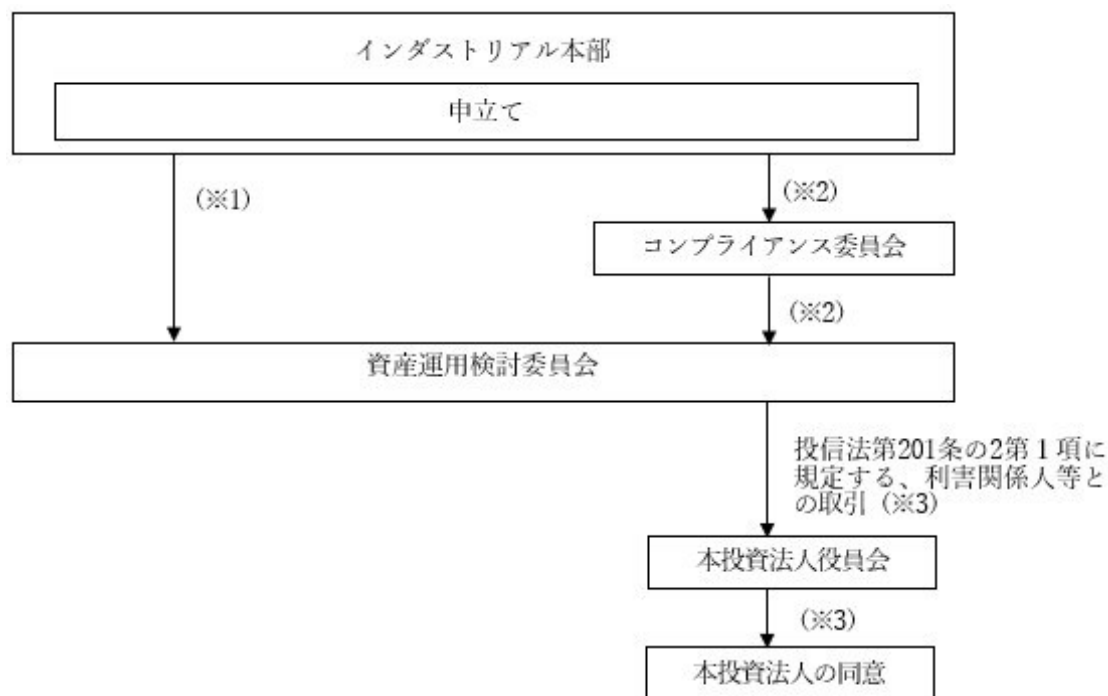 インダストリアル本部
申立て
(※1)
(※2)
コンプライアンス委員会
(※2)
資産運用検討委員会
投信法第201条の2第１項に
規定する、利害関係人等と
の取引 (※3)
本投資法人役員会
(※3)
本投資法人の同意